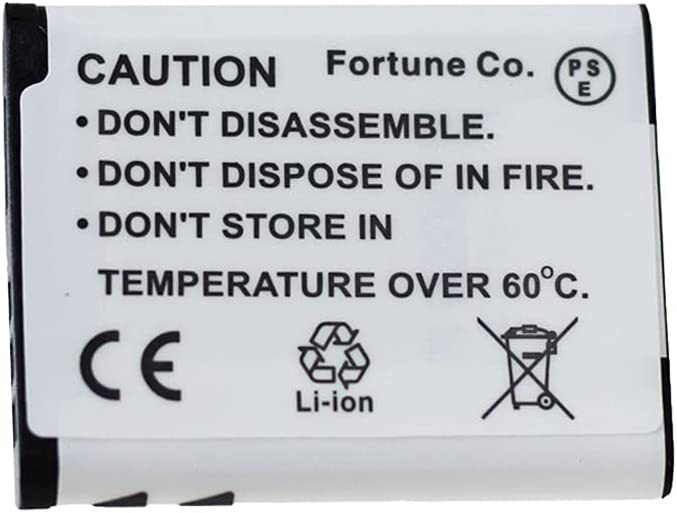 CAUTION Fortune Co. PS
E
• DON'T DISASSEMBLE.
• DON'T DISPOSE OF IN FIRE.
• DON'T STORE IN
TEMPERATURE OVER 60°C.
CE
Li-ion